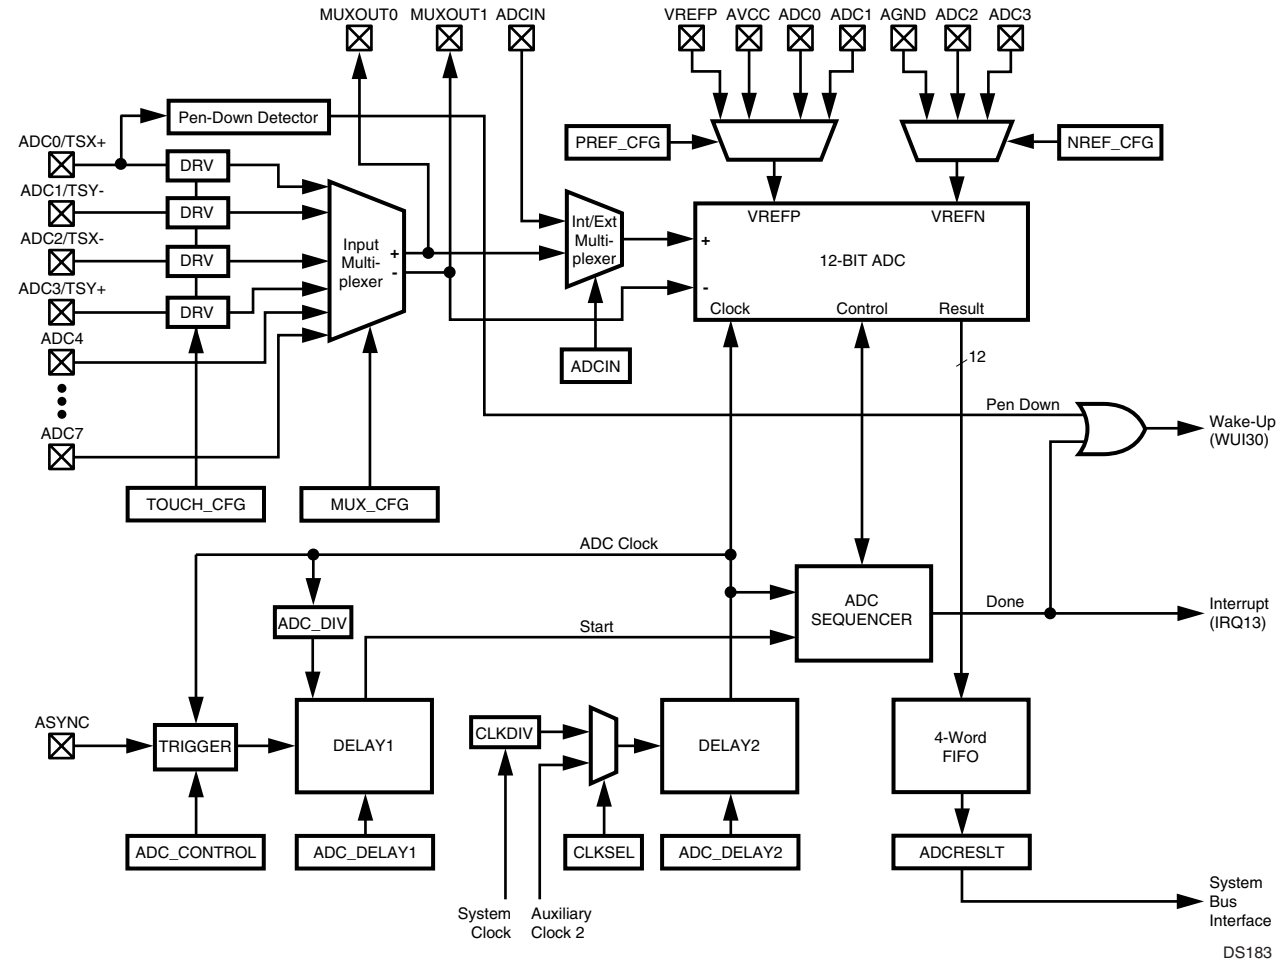 MUXOUT0 MUXOUT1 ADCIN VREFP AVCC ADC0 ADC1 AGND ADC2 ADC3
Pen-Down Detector
PREF_CFG
NREF_CFG
ADC0/TSX+
DRV
ADC1/TSY-
DRV
ADC2/TSX-
DRV
ADC3/TSY+
DRV
ADC4
ADC7
Input
Multi-
plexer
+
-
Int/Ext
Multi-
plexer
ADCIN
VREFP
VREFN
+
12-BIT ADC
-
Clock
Control
Result
12
Pen Down
Wake-Up
(WUI30)
TOUCH_CFG
MUX_CFG
ADC Clock
ADC_DIV
Start
ADC
SEQUENCER
Done
Interrupt
(IRQ13)
ASYNC
TRIGGER
DELAY1
CLKDIV
DELAY2
4-Word
FIFO
ADC_CONTROL
ADC_DELAY1
CLKSEL
ADC_DELAY2
ADCRESLT
System
Clock
Auxiliary
Clock 2
System
Bus
Interface
DS183